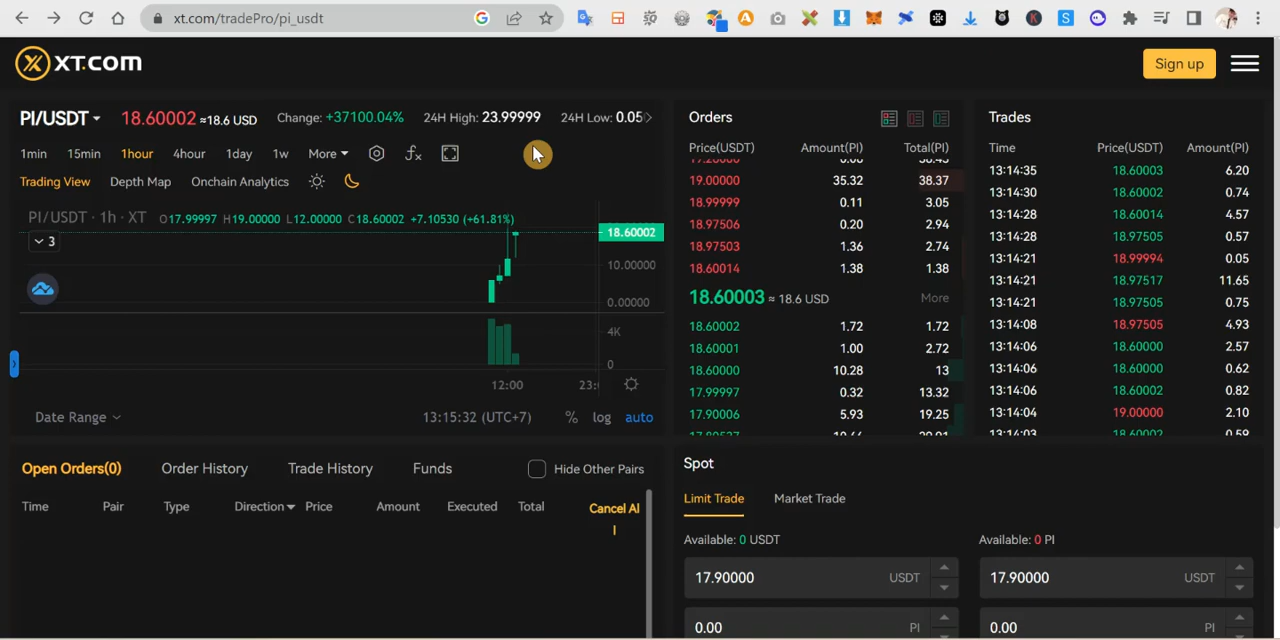 xt.com/tradePro/pi_usdt
XT.COM
Sign up
PI/USDT 18.60002 ≈18.6 USD Change: +37100.04% 24H High: 23.99999 24H Low: 0.05
1min 15min 1hour 4hour 1day 1w More
Trading View Depth Map Onchain Analytics
PI/USDT · 1h · XT O17.99997 H19.00000 L12.00000 C18.60002 +7.10530 (+61.81%)
3
18.60002
10.00000
0.00000
4K
0
12:00 23:
Date Range 13:15:32 (UTC+7) % log auto
Orders
Price(USDT) Amount(PI) Total(PI)
19.00000 35.32 38.37
18.99999 0.11 3.05
18.97506 0.20 2.94
18.97503 1.36 2.74
18.60014 1.38 1.38
18.60003 ≈ 18.6 USD More
18.60002 1.72 1.72
18.60001 1.00 2.72
18.60000 10.28 13
17.99997 0.32 13.32
17.90006 5.93 19.25
Trades
Time Price(USDT) Amount(PI)
13:14:35 18.60003 6.20
13:14:30 18.60002 0.74
13:14:28 18.60014 4.57
13:14:28 18.97505 0.57
13:14:21 18.99994 0.05
13:14:21 18.97517 11.65
13:14:21 18.97505 0.75
13:14:08 18.97505 4.93
13:14:06 18.60000 2.57
13:14:06 18.60000 0.62
13:14:06 18.60002 0.82
13:14:04 19.00000 2.10
13:14:03 18.60002 0.59
Open Orders(0) Order History Trade History Funds Hide Other Pairs
Time Pair Type Direction Price Amount Executed Total Cancel Al
l
Spot
Limit Trade Market Trade
Available: 0 USDT Available: 0 PI
17.90000 USDT 17.90000 USDT
0.00 PI 0.00 PI